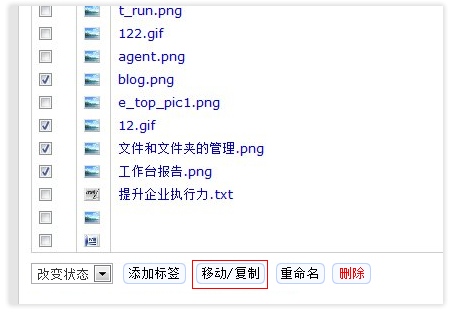 t_run.png
122.gif
agent.png
blog.png
e_top_pic1.png
12.gif
文件和文件夹的管理.png
工作台报告.png
提升企业执行力.txt
改变状态 添加标签 移动/复制 重命名 删除